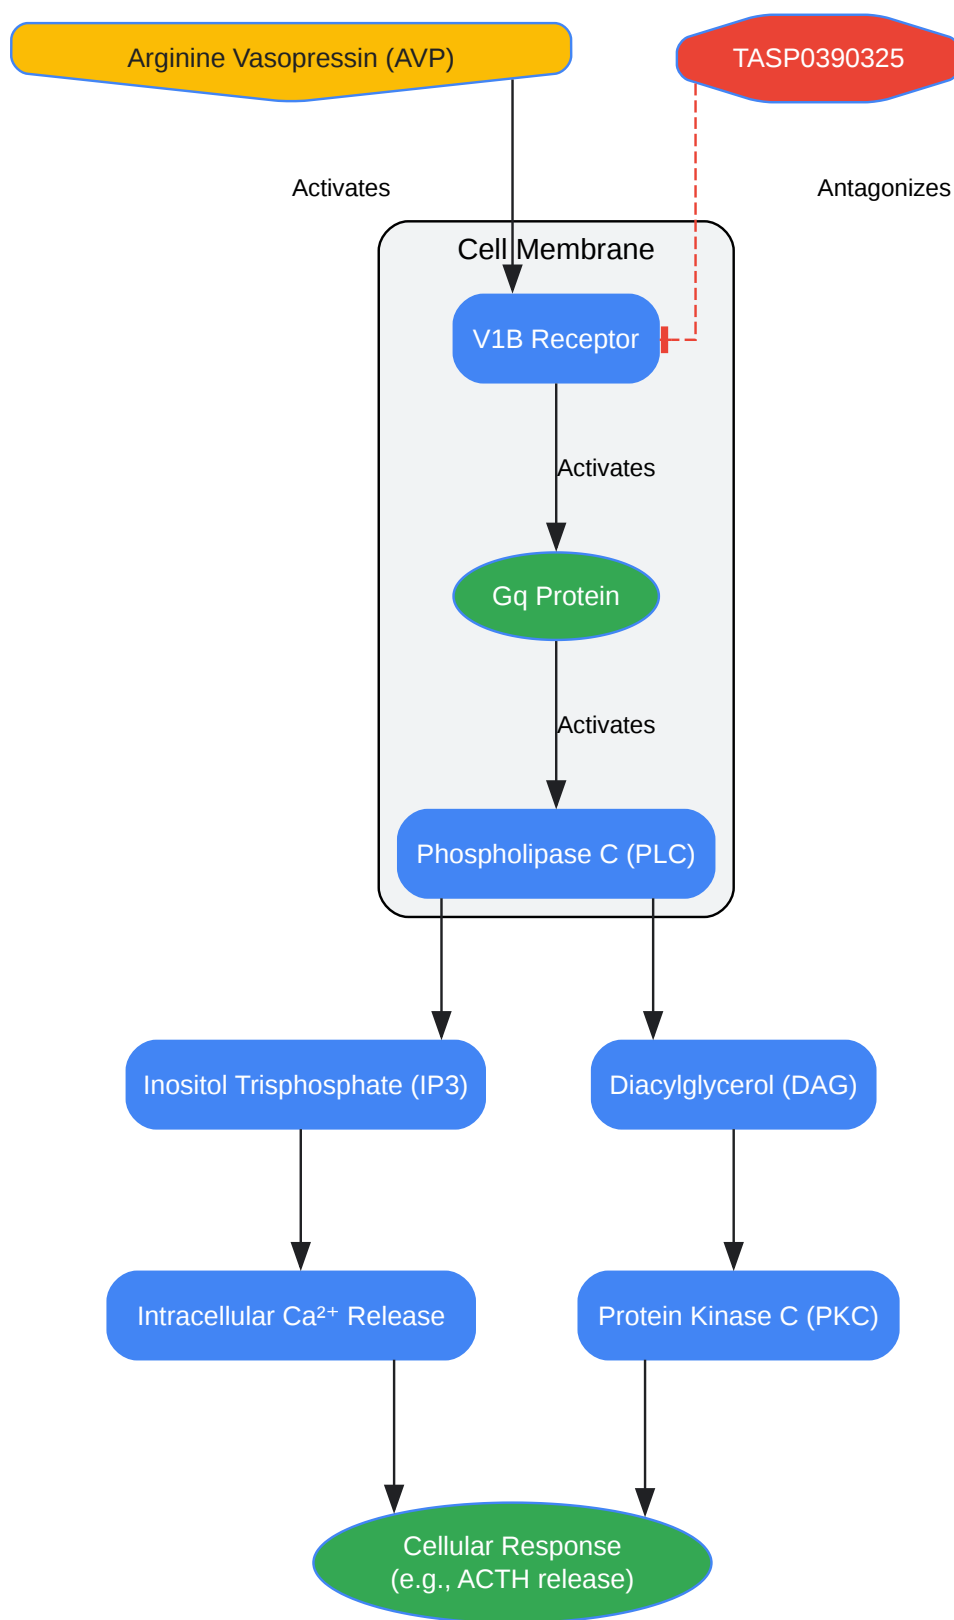 Arginine Vasopressin (AVP)
TASP0390325
Activates
Antagonizes
Cell Membrane
V1B Receptor
Activates
Gq Protein
Activates
Phospholipase C (PLC)
Inositol Trisphosphate (IP3)
Diacylglycerol (DAG)
Intracellular Ca²⁺ Release
Protein Kinase C (PKC)
Cellular Response
(e.g., ACTH release)